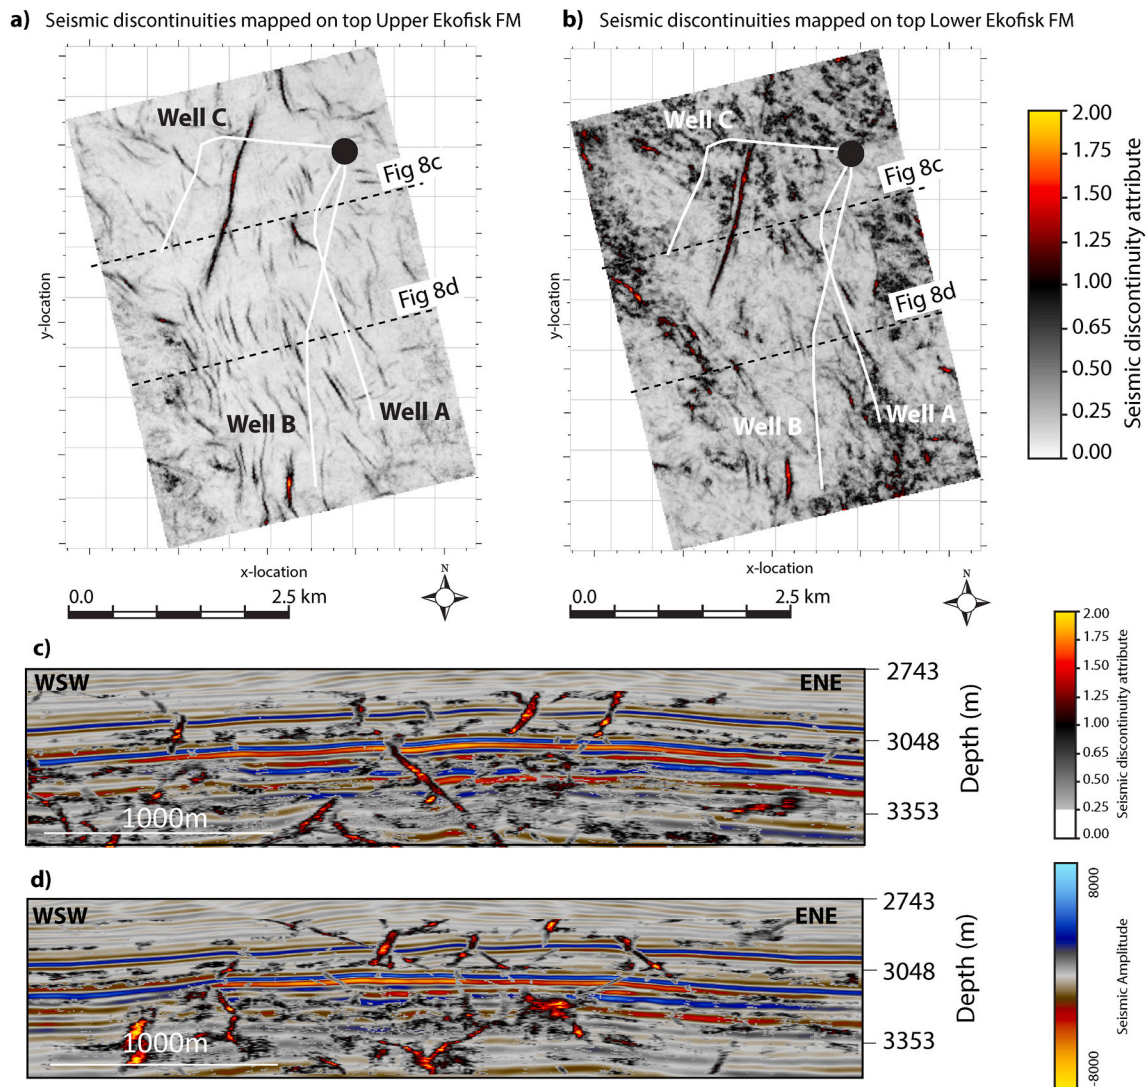 a) Seismic discontinuities mapped on top Upper Ekofisk FM
Well C
Fig 8c
Fig 8d
Well B
Well A
y-location
x-location
0.0 2.5 km
N
b) Seismic discontinuities mapped on top Lower Ekofisk FM
Well C
Fig 8c
Fig 8d
Well B
Well A
y-location
x-location
0.0 2.5 km
N
2.00
1.75
1.50
1.25
1.00
0.65
0.50
0.25
0.00
Seismic discontinuity attribute
c)
WSW
ENE
1000m
2743
3048
3353
Depth (m)
2.00
1.75
1.50
1.25
1.00
0.65
0.50
0.25
0.00
Seismic discontinuity attribute
d)
WSW
ENE
1000m
2743
3048
3353
Depth (m)
8000
-8000
Seismic Amplitude